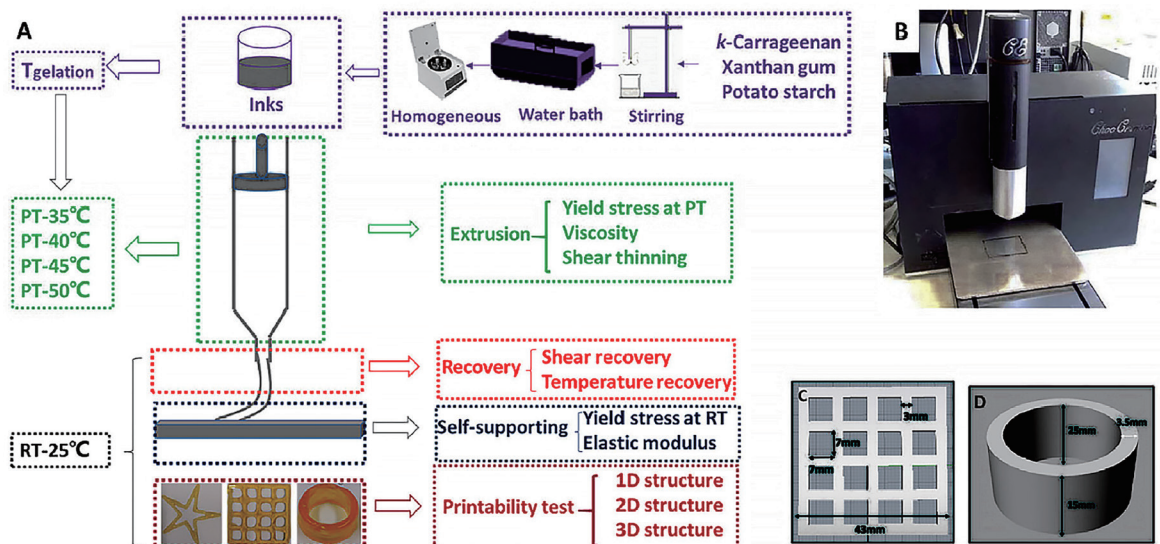 A
Tgelation
Inks
Homogeneous
Water bath
Stirring
k-Carrageenan
Xanthan gum
Potato starch
PT-35℃
PT-40℃
PT-45℃
PT-50℃
Extrusion
Yield stress at PT
Viscosity
Shear thinning
Recovery
Shear recovery
Temperature recovery
RT-25℃
Self-supporting
Yield stress at RT
Elastic modulus
Printability test
1D structure
2D structure
3D structure
B
C
3mm
7mm
7mm
43mm
D
25mm
3.5mm
15mm